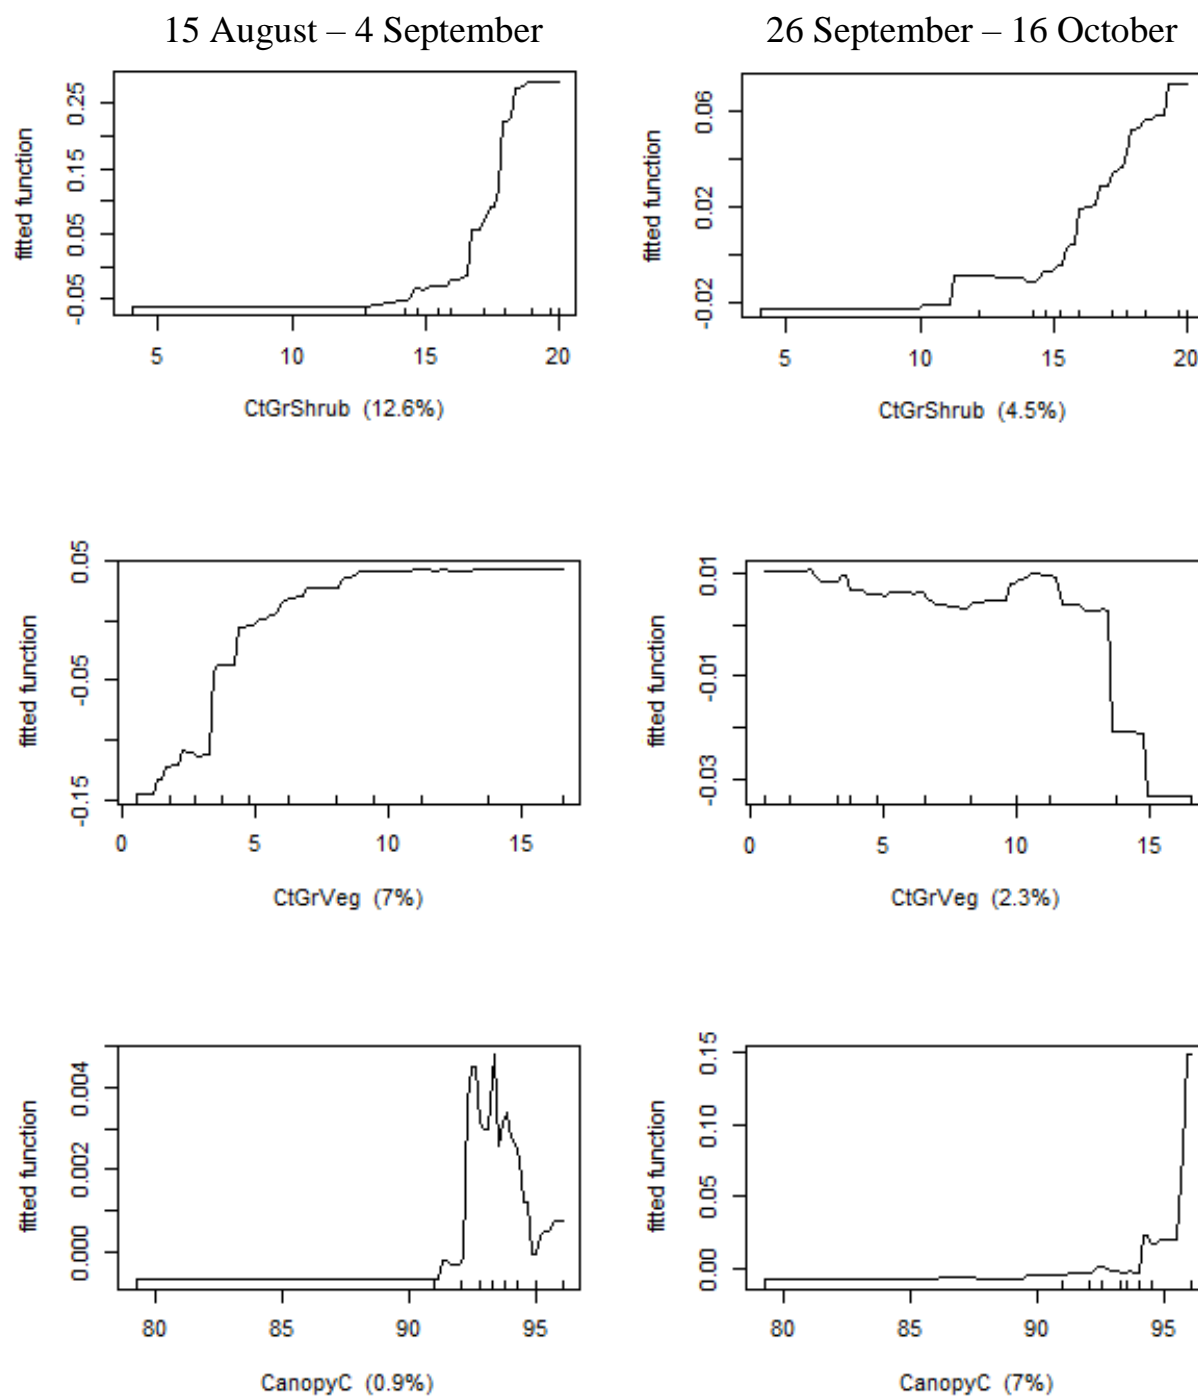 15 August – 4 September
26 September – 16 October
fitted function
-0.05 0.05 0.15 0.25
5 10 15 20
CtGrShrub (12.6%)
fitted function
-0.02 0.02 0.06
5 10 15 20
CtGrShrub (4.5%)
fitted function
-0.15 -0.05 0.05
0 5 10 15
CtGrVeg (7%)
fitted function
-0.03 -0.01 0.01
0 5 10 15
CtGrVeg (2.3%)
fitted function
0.000 0.002 0.004
80 85 90 95
CanopyC (0.9%)
fitted function
0.00 0.05 0.10 0.15
80 85 90 95
CanopyC (7%)